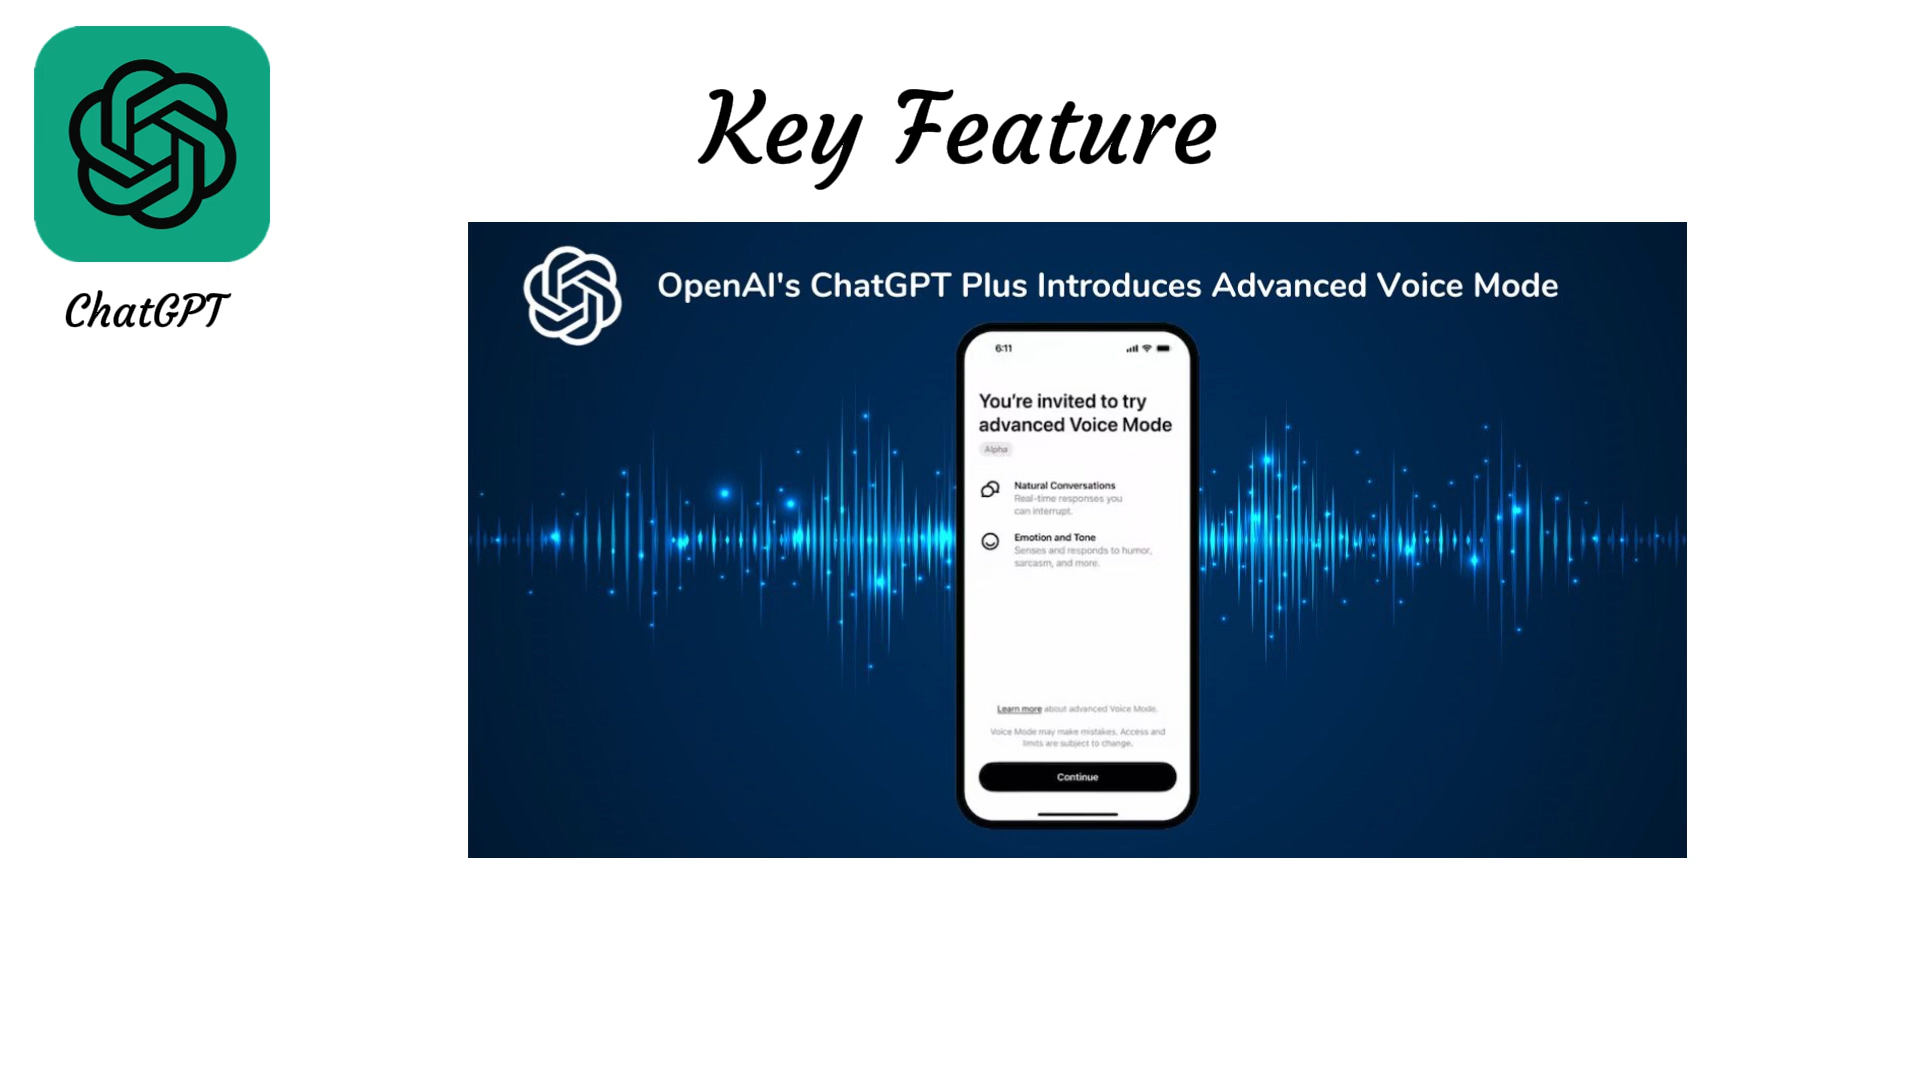 Key Feature
ChatGPT
OpenAI's ChatGPT Plus Introduces Advanced Voice Mode
6:11
You're invited to try
advanced Voice Mode
Alpha
Natural Conversations
Real-time responses you
can interrupt.
Emotion and Tone
Senses and responds to humor,
sarcasm, and more.
Learn more about advanced Voice Mode.
Voice Mode may make mistakes. Access and
limits are subject to change.
Continue